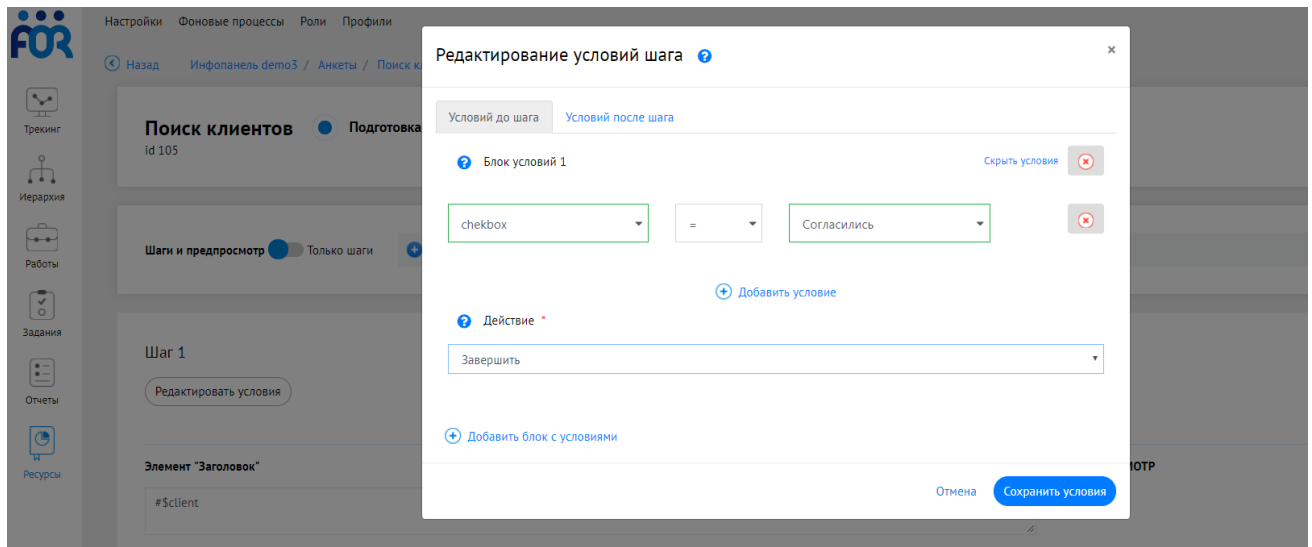 FOR
Настройки Фоновые процессы Роли Профили
Назад Инфопанель demo3 / Анкеты / Поиск кл
Трекинг
Иерархия
Работы
Задания
Отчеты
Ресурсы
Поиск клиентов Подготовка
id 105
Шаги и предпросмотр Только шаги
Шаг 1
Редактировать условия
Элемент "Заголовок"
#$client
ОТР
Редактирование условий шага ? ×
Условий до шага Условий после шага
? Блок условий 1 Скрыть условия
chekbox = Согласились
Добавить условие
? Действие *
Завершить
Добавить блок с условиями
Отмена Сохранить условия